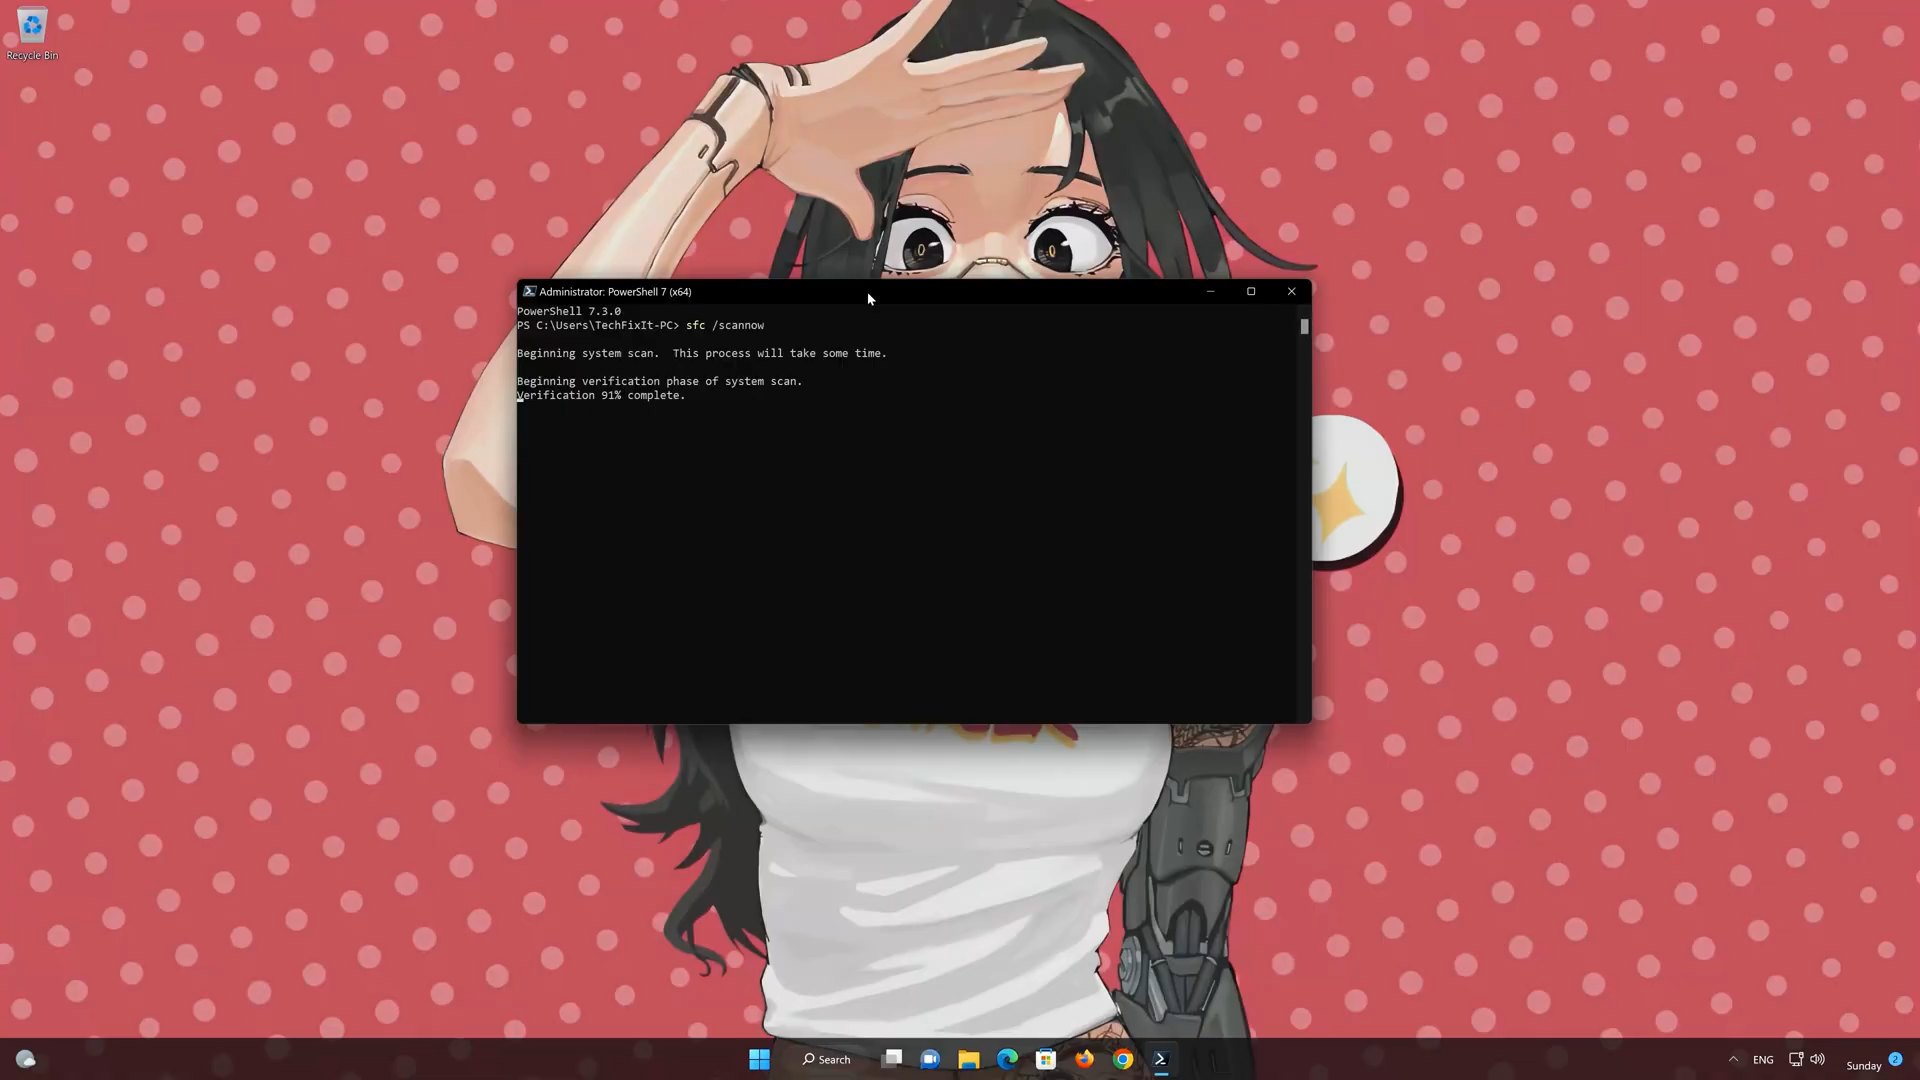 Recycle Bin
Administrator: PowerShell 7 (x64)
PowerShell 7.3.0
PS C:\Users\TechFixIt-PC> sfc /scannow
Beginning system scan.  This process will take some time.
Beginning verification phase of system scan.
Verification 91% complete.
Search
ENG
Sunday
2